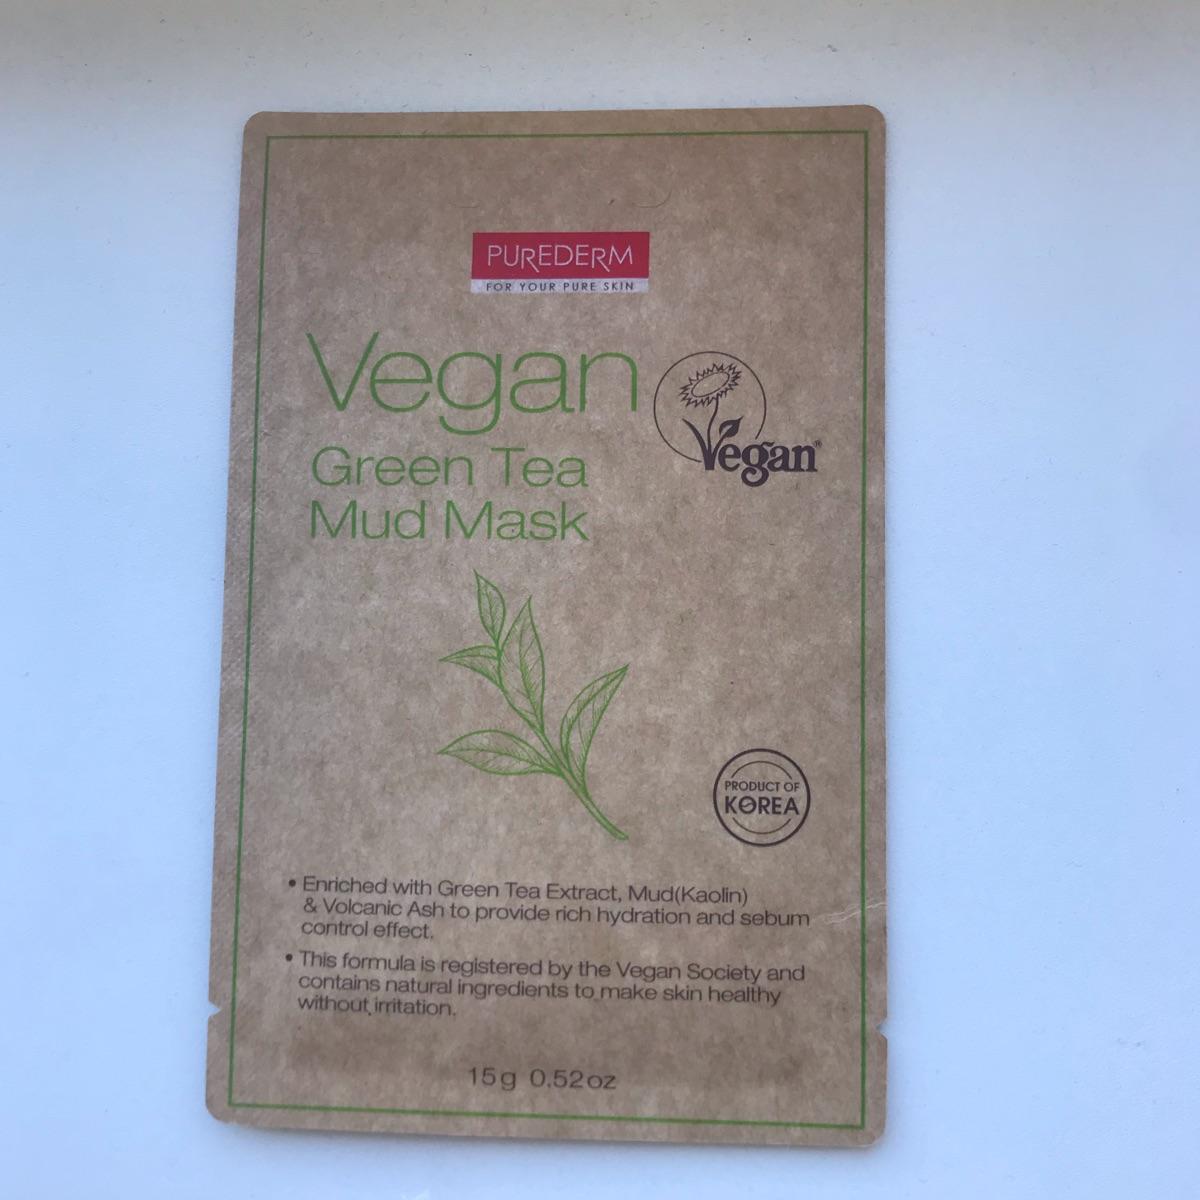 PUREDERM
FOR YOUR PURE SKIN
Vegan
Vegan®
Green Tea
Mud Mask
PRODUCT OF
KOREA
• Enriched with Green Tea Extract, Mud(Kaolin)
& Volcanic Ash to provide rich hydration and sebum
control effect.
• This formula is registered by the Vegan Society and
contains natural ingredients to make skin healthy
without irritation.
15g 0.52oz